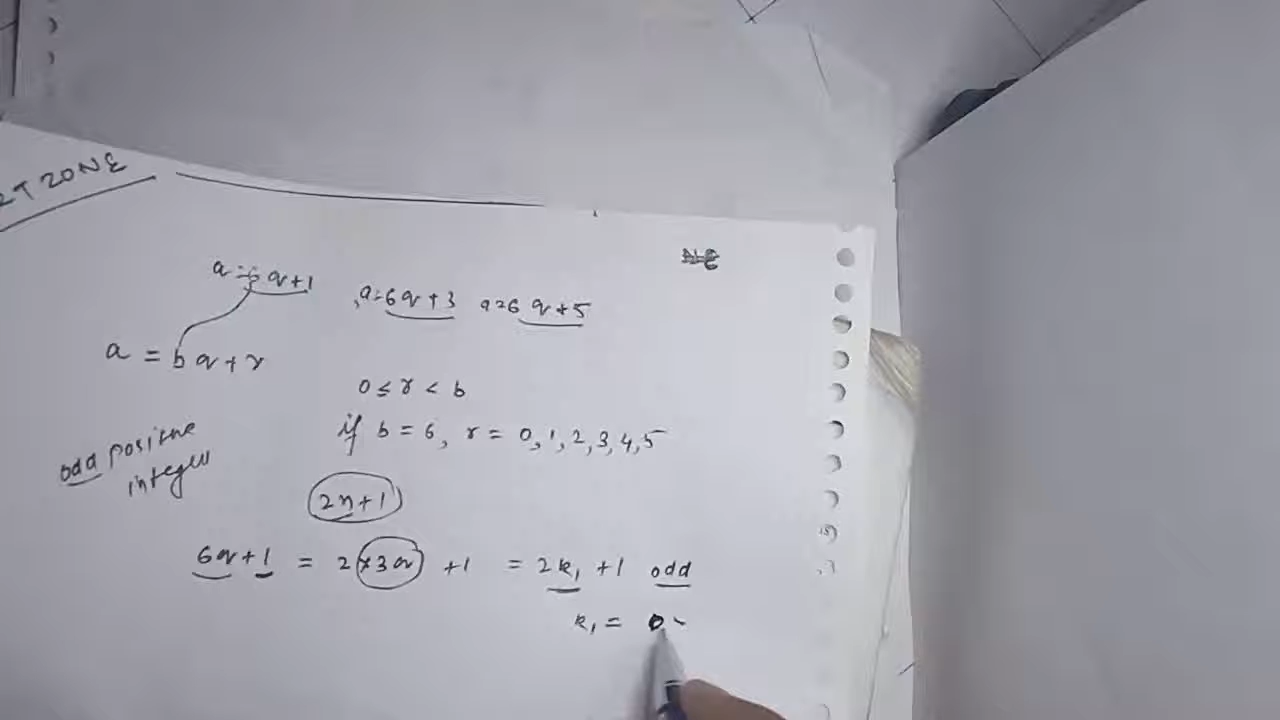 ZONE
a = 6q+1
a=6q+3 a=6q+5
a = bq+r
0 ≤ r < b
if b = 6, r = 0, 1, 2, 3, 4, 5
odd positive
integer
2n+1
6q+1 = 2×3q +1 = 2k₁ +1 odd
k₁ =